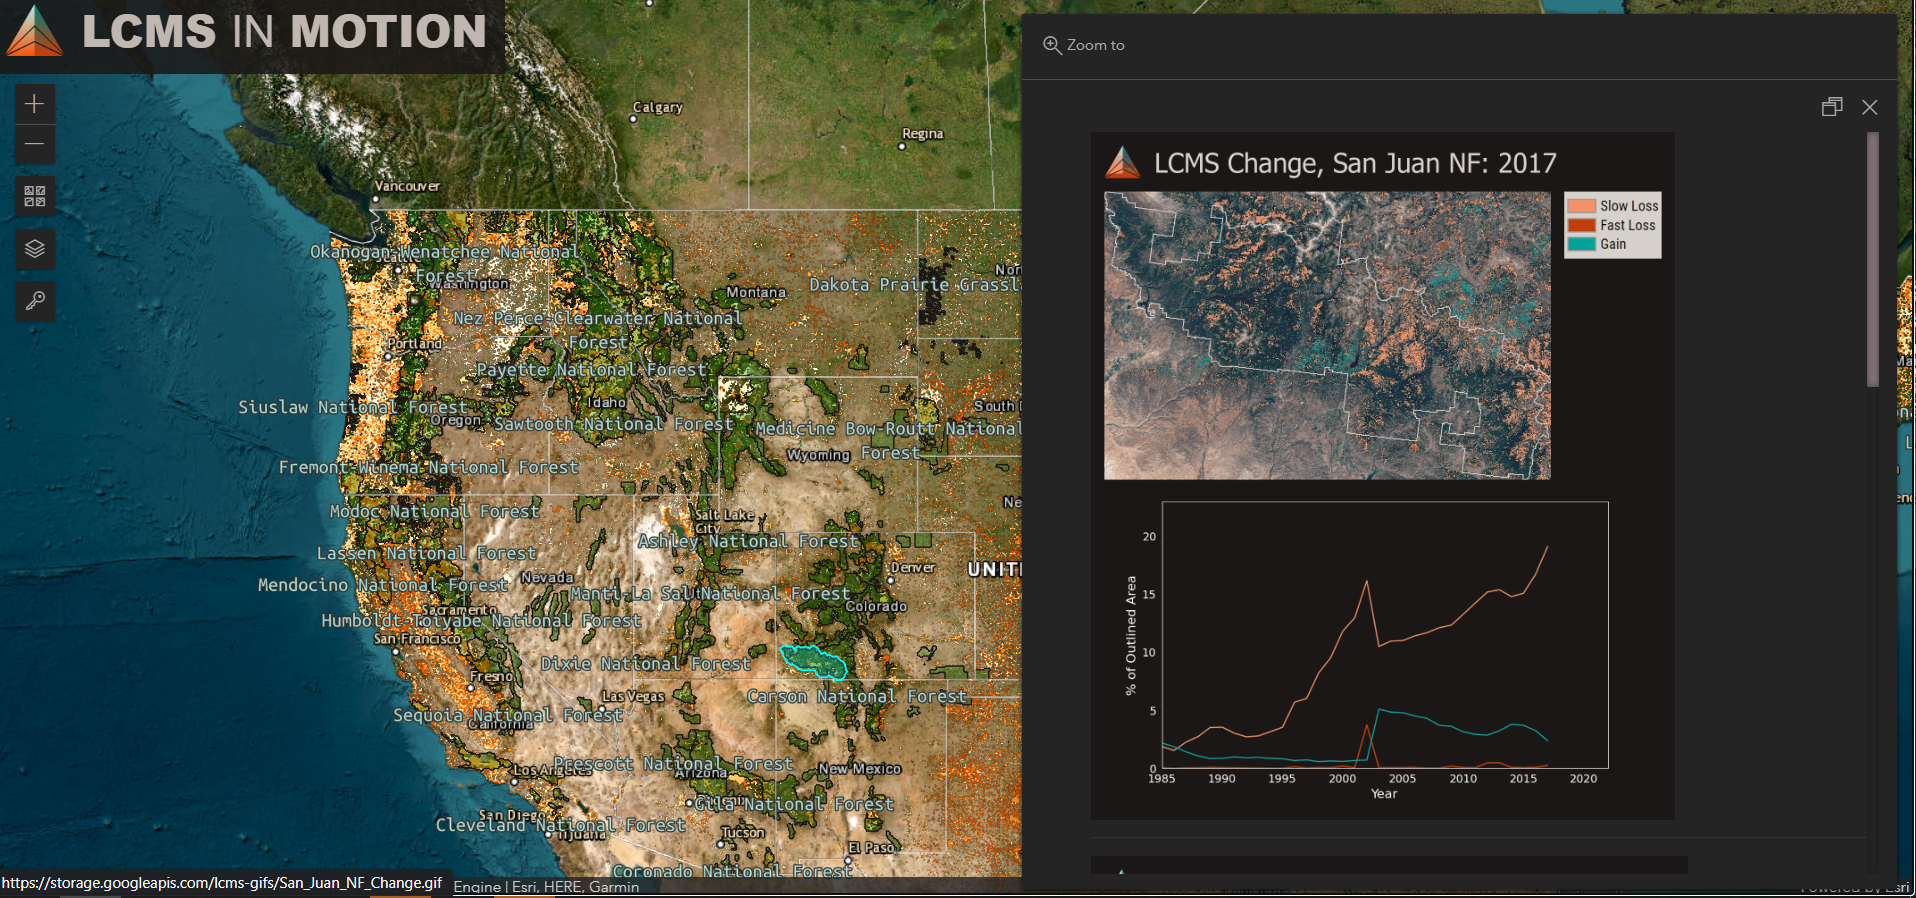 LCMS IN MOTION
Zoom to
Calgary
Regina
Vancouver
LCMS Change, San Juan NF: 2017
Slow Loss
Fast Loss
Gain
Okanogan-Wenatchee National
Forest
Washington
Montana
Dakota Prairie Grassl
Nez Perce-Clearwater National
Forest
Portland
Payette National Forest
Idaho
Siuslaw National Forest
Oregon
Sawtooth National Forest
South
Medicine Bow-Routt National
Forest
Wyoming
Fremont-Winema National Forest
Modoc National Forest
Salt Lake
City
Ashley National Forest
Lassen National Forest
Denver
UNITE
Mendocino National Forest
Nevada
Manti-La Sal National Forest
Colorado
Sacramento
Humboldt-Toiyabe National Forest
San Francisco
Dixie National Forest
Fresno
Las Vegas
Carson National Forest
Sequoia National Forest
California
Los Angeles
Prescott National Forest
Arizona
New Mexico
Gila National Forest
San Diego
Cleveland National Forest
Tijuana
Tucson
El Paso
Coronado National Forest
% of Outlined Area
20
15
10
5
0
1985 1990 1995 2000 2005 2010 2015 2020
Year
https://storage.googleapis.com/lcms-gifs/San_Juan_NF_Change.gif
Engine | Esri, HERE, Garmin
Powered by Esri